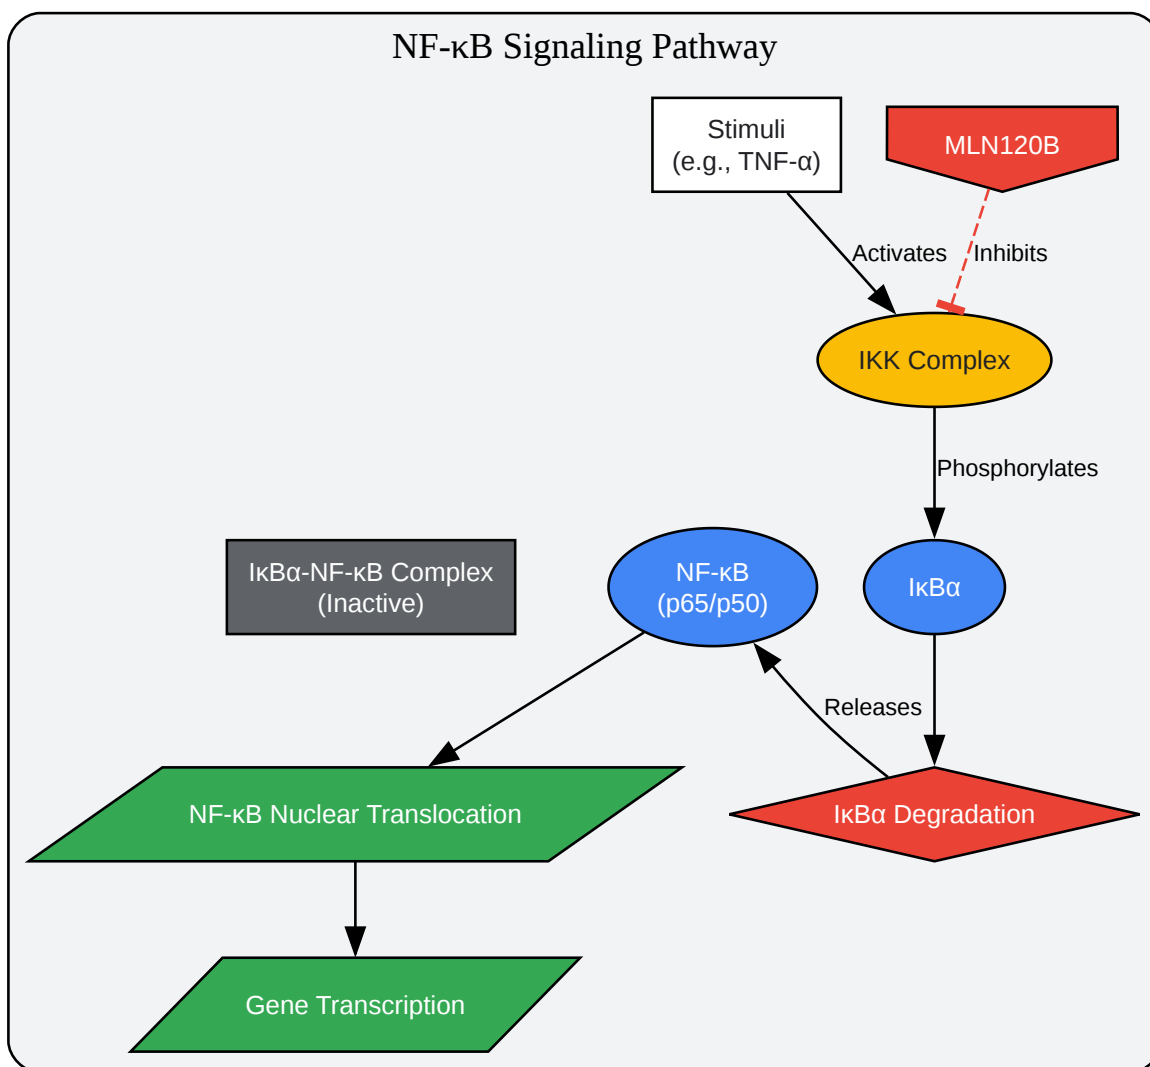 NF-κB Signaling Pathway
Stimuli
(e.g., TNF-α)
MLN120B
Activates
Inhibits
IKK Complex
Phosphorylates
IκBα-NF-κB Complex
(Inactive)
NF-κB
(p65/p50)
IκBα
Releases
NF-κB Nuclear Translocation
IκBα Degradation
Gene Transcription